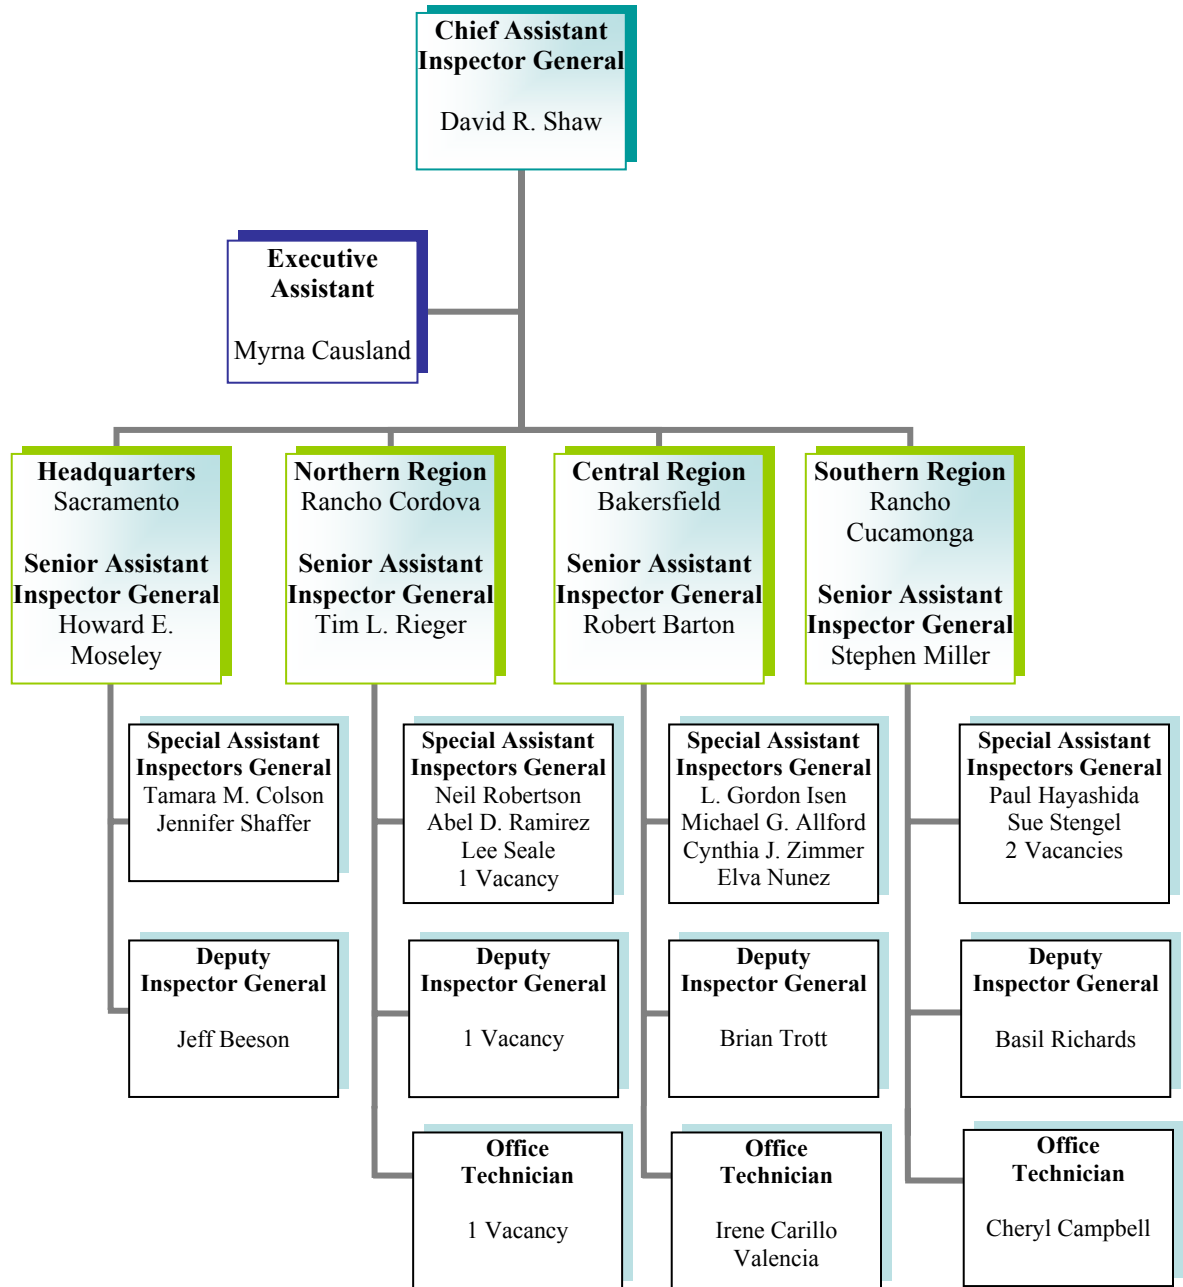 Chief Assistant
Inspector General
David R. Shaw
Executive
Assistant
Myrna Causland
Headquarters
Sacramento
Senior Assistant
Inspector General
Howard E.
Moseley
Northern Region
Rancho Cordova
Senior Assistant
Inspector General
Tim L. Rieger
Central Region
Bakersfield
Senior Assistant
Inspector General
Robert Barton
Southern Region
Rancho
Cucamonga
Senior Assistant
Inspector General
Stephen Miller
Special Assistant
Inspectors General
Tamara M. Colson
Jennifer Shaffer
Special Assistant
Inspectors General
Neil Robertson
Abel D. Ramirez
Lee Seale
1 Vacancy
Special Assistant
Inspectors General
L. Gordon Isen
Michael G. Allford
Cynthia J. Zimmer
Elva Nunez
Special Assistant
Inspectors General
Paul Hayashida
Sue Stengel
2 Vacancies
Deputy
Inspector General
Jeff Beeson
Deputy
Inspector General
1 Vacancy
Deputy
Inspector General
Brian Trott
Deputy
Inspector General
Basil Richards
Office
Technician
1 Vacancy
Office
Technician
Irene Carillo
Valencia
Office
Technician
Cheryl Campbell